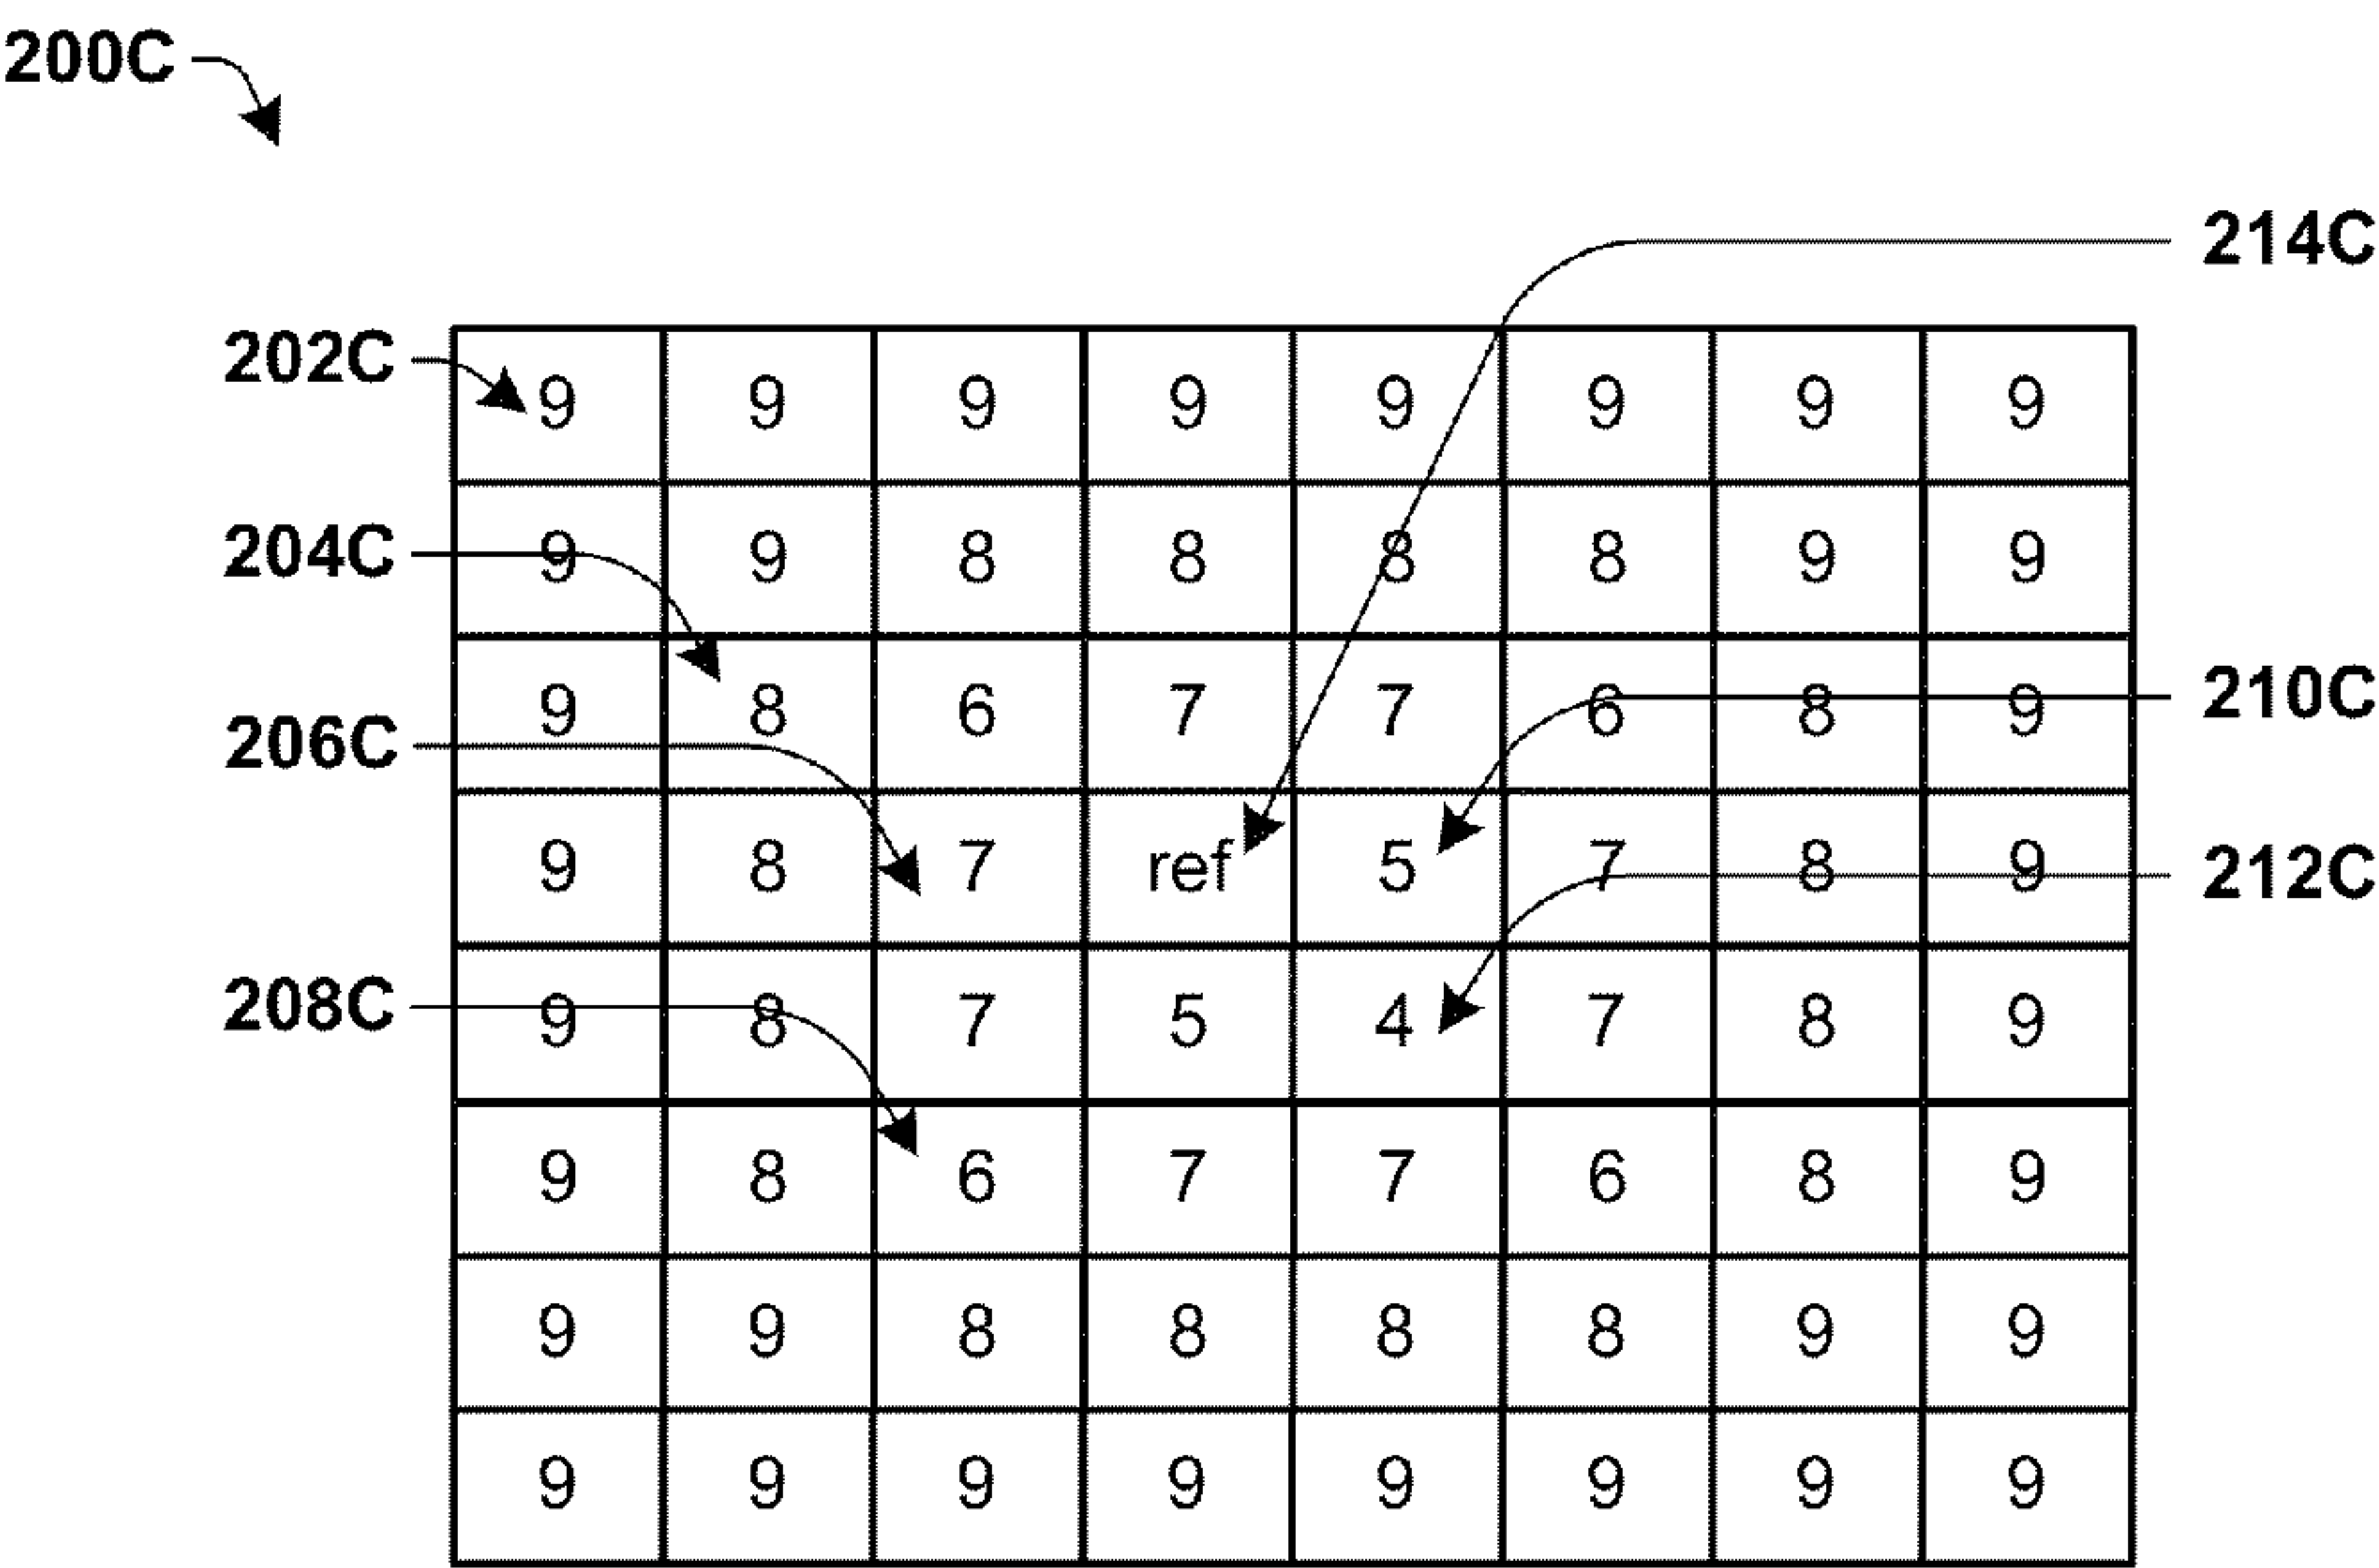 200C
214C
202C 9 9 9 9 9 9 9 9
204C 9 9 8 8 8 8 9 9
9 8 6 7 7 6 8 9 210C
206C
9 8 7 ref 5 7 8 9 212C
208C 9 8 7 5 4 7 8 9
9 8 6 7 7 6 8 9
9 9 8 8 8 8 9 9
9 9 9 9 9 9 9 9